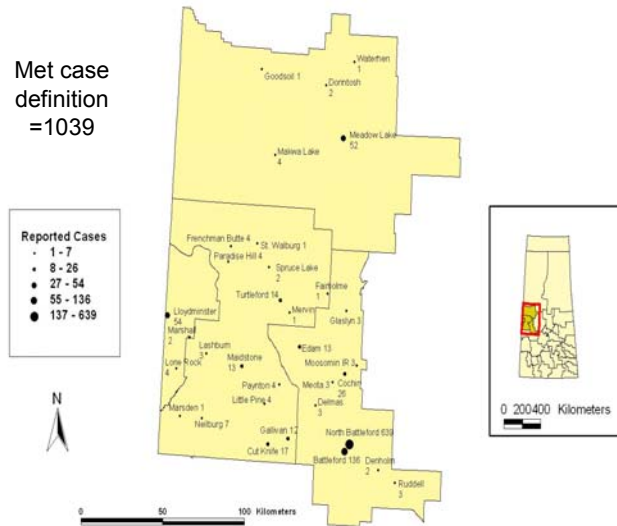 Met case
definition
=1039
Waterhen
1
Goodsoil 1
Dorintosh
2
Meadow Lake
52
Makwa Lake
4
Reported Cases
1 - 7
8 - 26
27 - 54
55 - 136
137 - 639
Frenchman Butte 4
St. Walburg 1
Paradise Hill 4
Spruce Lake
2
Fairholme
1
Turtleford 14
Mervin
1
Glaslyn 3
Lloydminster
54
Marshall
2
Lashburn
3
Edam 13
Moosomin IR 3
Lone Rock
4
Maidstone
13
Cochin
26
Paynton 4
Meota 3
Little Pine 4
Delmas
3
Marsden 1
Neilburg 7
Gallivan 12
North Battleford 639
Cut Knife 17
Battleford 136
Denholm
2
Ruddell
3
N
0 200400 Kilometers
0 50 100 Kilometers